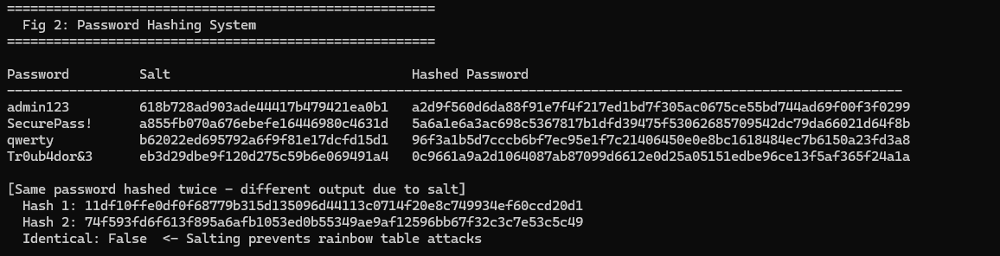 Fig 2: Password Hashing System
Password Salt Hashed Password
admin123 618b728ad903ade44417b479421ea0b1 a2d9f560d6da88f91e7f4f217ed1bd7f305ac0675ce55bd744ad69f00f3f0299
SecurePass! a855fb070a676ebefe16446980c4631d 5a6a1e6a3ac698c5367817b1dfd39475f53062685709542dc79da66021d64f8b
qwerty b62022ed695792a6f9f81e17dcfd15d1 96f3a1b5d7cccb6bf7ec95e1f7c21406450e0e8bc1618484ec7b6150a23fd3a8
Tr0ub4dor&3 eb3d29dbe9f120d275c59b6e069491a4 0c9661a9a2d1064087ab87099d6612e0d25a05151edbe96ce13f5af365f24a1a
[Same password hashed twice - different output due to salt]
Hash 1: 11df10ffe0df0f68779b315d135096d44113c0714f20e8c749934ef60ccd20d1
Hash 2: 74f593fd6f613f895a6afb1053ed0b55349ae9af12596bb67f32c3c7e53c5c49
Identical: False <- Salting prevents rainbow table attacks